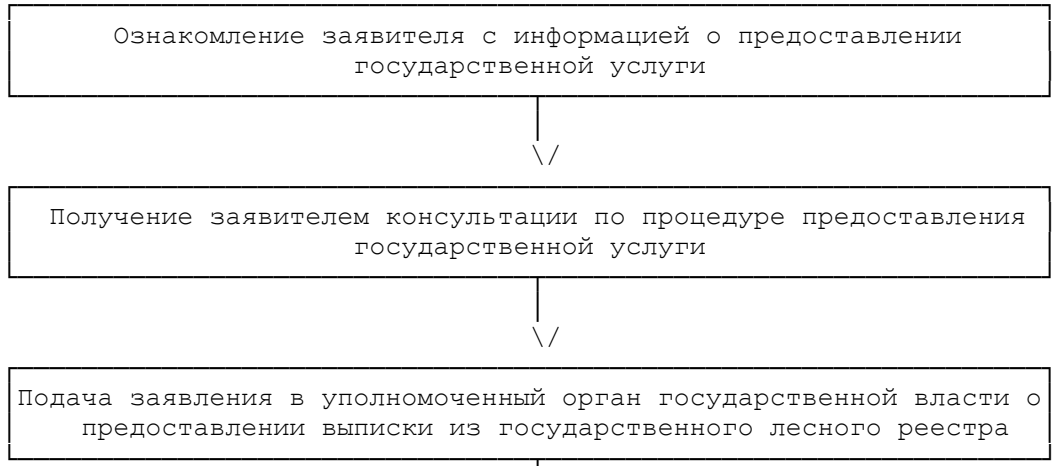 Ознакомление заявителя с информацией о предоставлении
государственной услуги
\/
Получение заявителем консультации по процедуре предоставления
государственной услуги
\/
Подача заявления в уполномоченный орган государственной власти о
предоставлении выписки из государственного лесного реестра